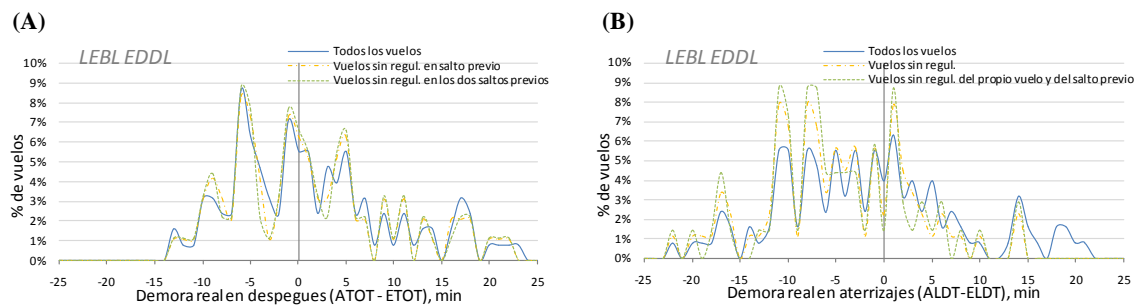 (A)
LEBL EDDL
Todos los vuelos
Vuelos sin regul. en salto previo
Vuelos sin regul. en los dos saltos previos
% de vuelos
10%
9%
8%
7%
6%
5%
4%
3%
2%
1%
0%
-25 -20 -15 -10 -5 0 5 10 15 20 25
Demora real en despegues (ATOT - ETOT), min
(B)
LEBL EDDL
Todos los vuelos
Vuelos sin regul.
Vuelos sin regul. del propio vuelo y del salto previo
% de vuelos
10%
9%
8%
7%
6%
5%
4%
3%
2%
1%
0%
-25 -20 -15 -10 -5 0 5 10 15 20 25
Demora real en aterrizajes (ALDT-ELDT), min